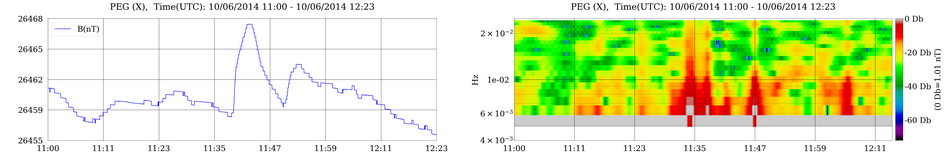 PEG (X), Time(UTC): 10/06/2014 11:00 - 10/06/2014 12:23
26468
26465
26462
26459
26455
B(nT)
11:00
11:11
11:23
11:35
11:47
11:59
12:11
12:23
PEG (X), Time(UTC): 10/06/2014 11:00 - 10/06/2014 12:23
Hz.
2 × 10⁻²
1e-02
6 × 10⁻³
4 × 10⁻³
11:00
11:11
11:23
11:35
11:47
11:59
12:11
0 Db
-20 Db
-40 Db
-60 Db
(0 Db=1.01 nT)